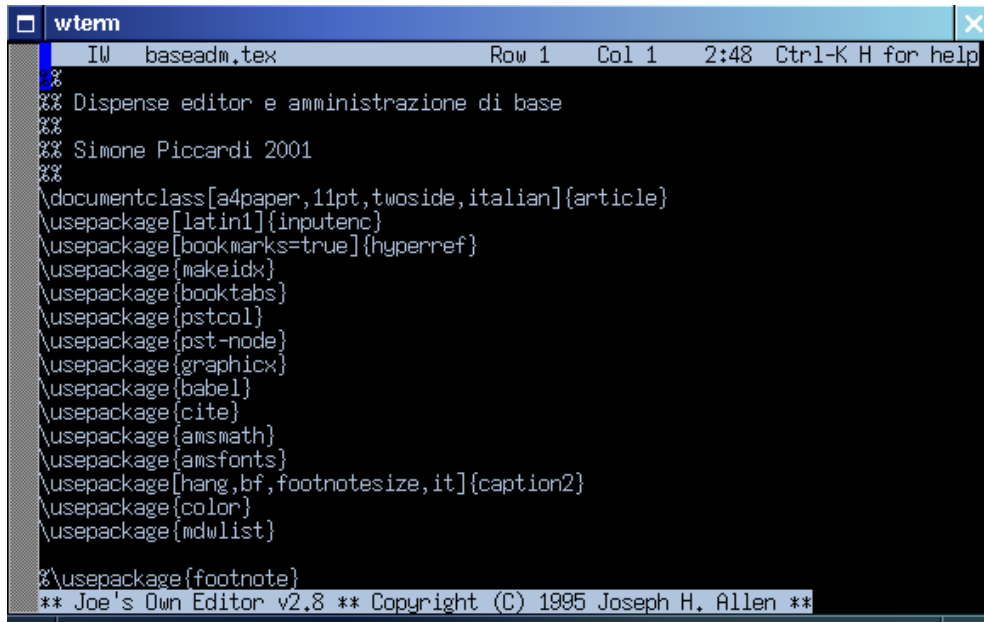 wterm
IW baseadm.tex Row 1 Col 1 2:48 Ctrl-K H for help
%%
%% Dispense editor e amministrazione di base
%%
%% Simone Piccardi 2001
%%
\documentclass[a4paper,11pt,twoside,italian]{article}
\usepackage[latin1]{inputenc}
\usepackage[bookmarks=true]{hyperref}
\usepackage{makeidx}
\usepackage{booktabs}
\usepackage{pstcol}
\usepackage{pst-node}
\usepackage{graphicx}
\usepackage{babel}
\usepackage{cite}
\usepackage{amsmath}
\usepackage{amsfonts}
\usepackage[hang,bf,footnotesize,it]{caption2}
\usepackage{color}
\usepackage{mdwlist}

%\usepackage{footnote}
** Joe's Own Editor v2.8 ** Copyright (C) 1995 Joseph H. Allen **